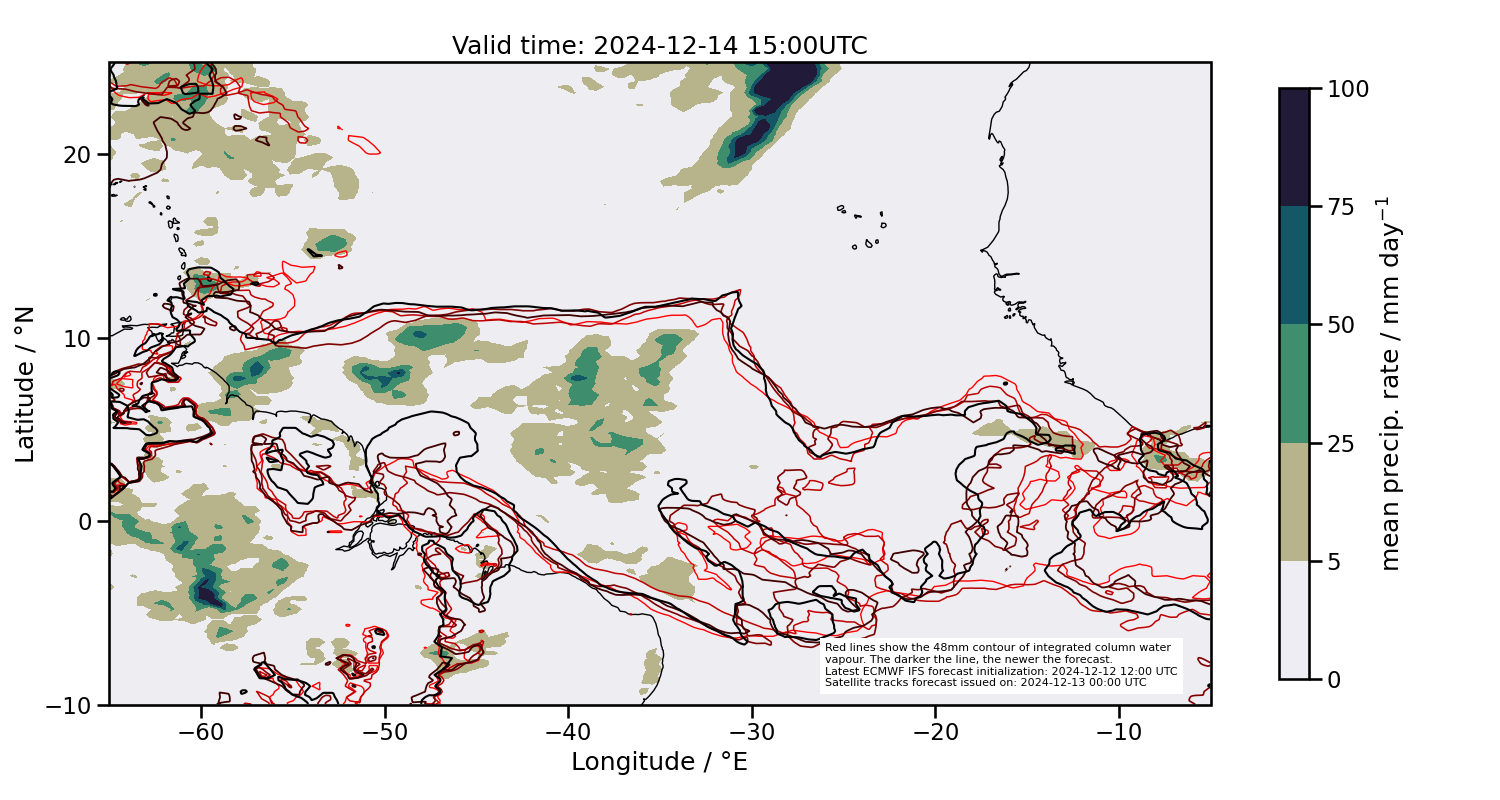 Valid time: 2024-12-14 15:00UTC
20
10
0
−10
Latitude / °N
−60
−50
−40
−30
−20
−10
Longitude / °E
Red lines show the 48mm contour of integrated column water
vapour. The darker the line, the newer the forecast.
Latest ECMWF IFS forecast initialization: 2024-12-12 12:00 UTC
Satellite tracks forecast issued on: 2024-12-13 00:00 UTC
100
75
50
25
5
0
mean precip. rate / mm day⁻¹